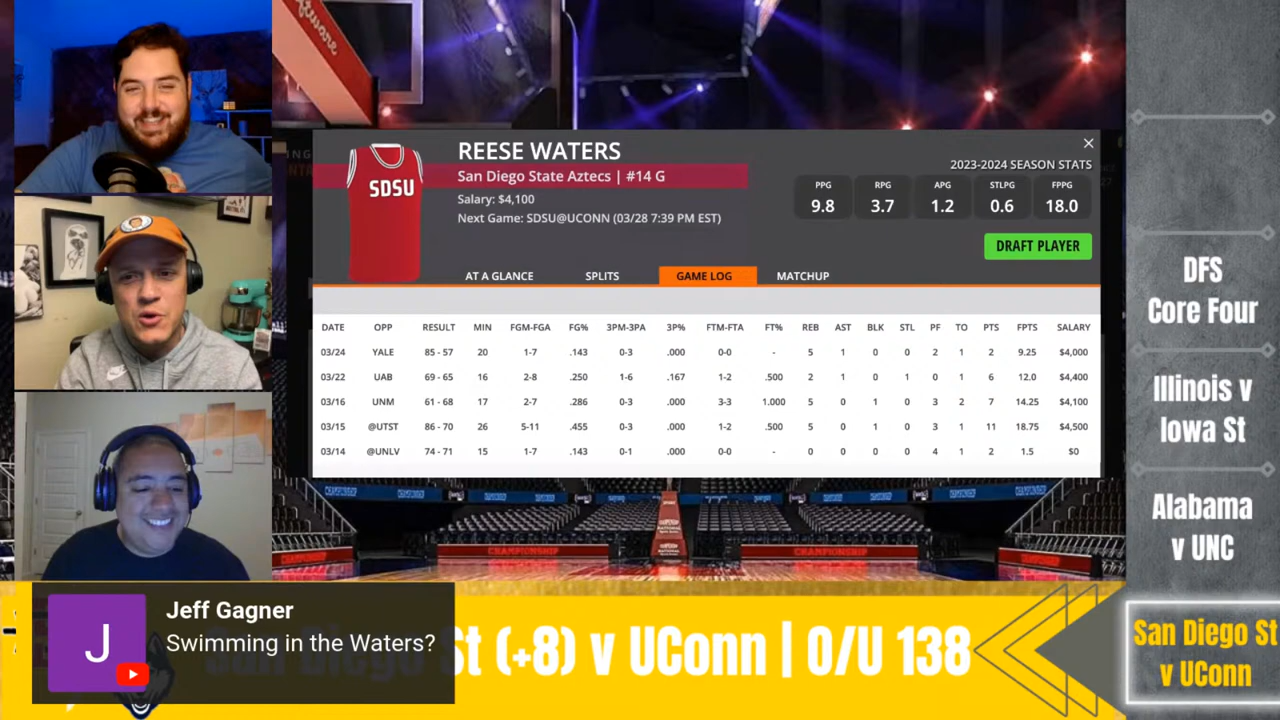 REESE WATERS
San Diego State Aztecs | #14 G
Salary: $4,100
Next Game: SDSU@UCONN (03/28 7:39 PM EST)
SDSU
×
2023-2024 SEASON STATS
PPG RPG APG STLPG FPPG
9.8 3.7 1.2 0.6 18.0
DRAFT PLAYER
AT A GLANCE SPLITS GAME LOG MATCHUP
DATE OPP RESULT MIN FGM-FGA FG% 3PM-3PA 3P% FTM-FTA FT% REB AST BLK STL PF TO PTS FPTS SALARY
03/24 YALE 85 - 57 20 1-7 .143 0-3 .000 0-0 - 5 1 0 0 2 1 2 9.25 $4,000
03/22 UAB 69 - 65 16 2-8 .250 1-6 .167 1-2 .500 2 1 0 1 0 1 6 12.0 $4,400
03/16 UNM 61 - 68 17 2-7 .286 0-3 .000 3-3 1.000 5 0 1 0 3 2 7 14.25 $4,100
03/15 @UTST 86 - 70 26 5-11 .455 0-3 .000 1-2 .500 5 0 1 0 3 1 11 18.75 $4,500
03/14 @UNLV 74 - 71 15 1-7 .143 0-1 .000 0-0 - 0 0 0 0 4 1 2 1.5 $0
CHAMPIONSHIP
CHAMPIONSHIP
DFS
Core Four
Illinois v
Iowa St
Alabama
v UNC
San Diego St
v UConn
J
Jeff Gagner
Swimming in the Waters?
San Diego St (+8) v UConn | O/U 138